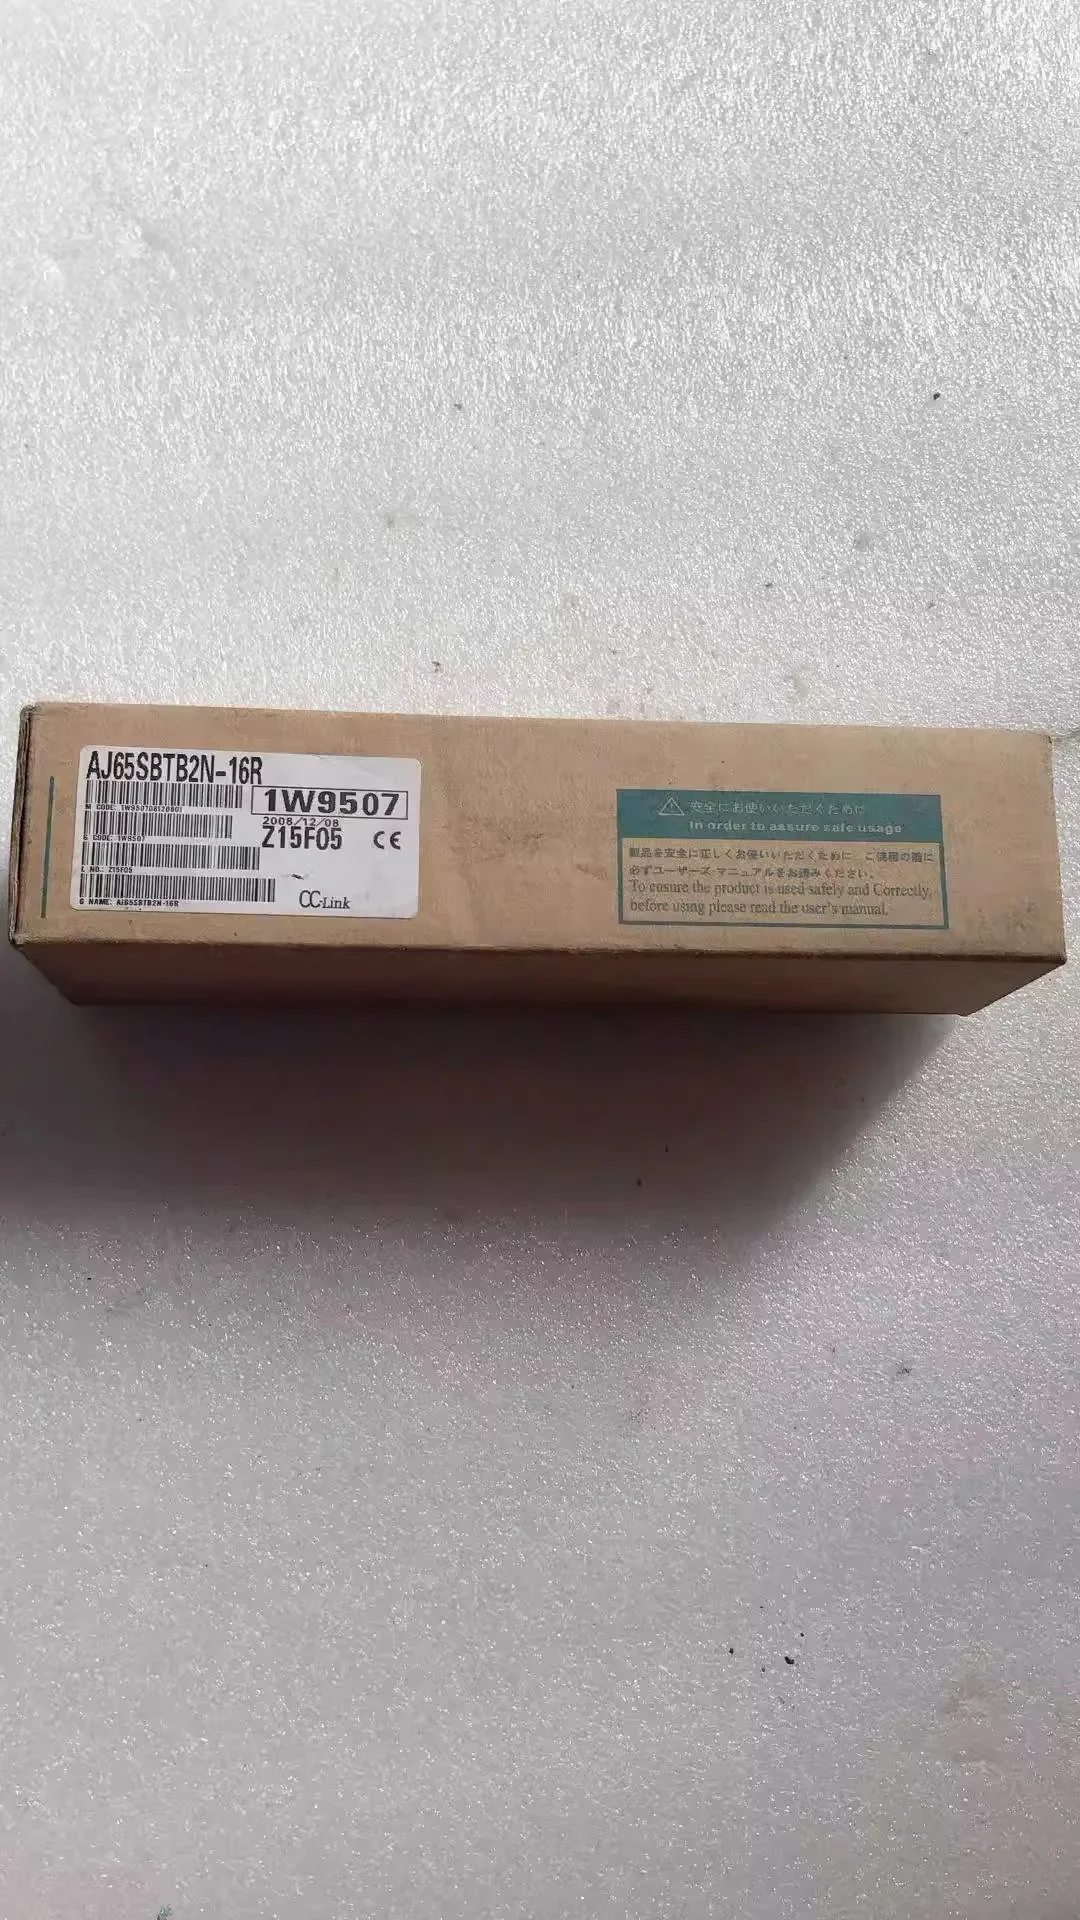 AJ65SBTB2N-16R
M CODE: 1W950708120801
1W9507
2008/12/08
Z15F05
CE
G CODE: 1W9507
L NO.: Z15F05
G NAME: AJ65SBTB2N-16R
CC-Link
安全にお使いいただくために
In order to assure safe usage
製品を安全に正しくお使いいただくために、ご使用の際に
必ずユーザーズ・マニュアルをお読みください。
To ensure the product is used safely and Correctly,
before using please read the user's manual.